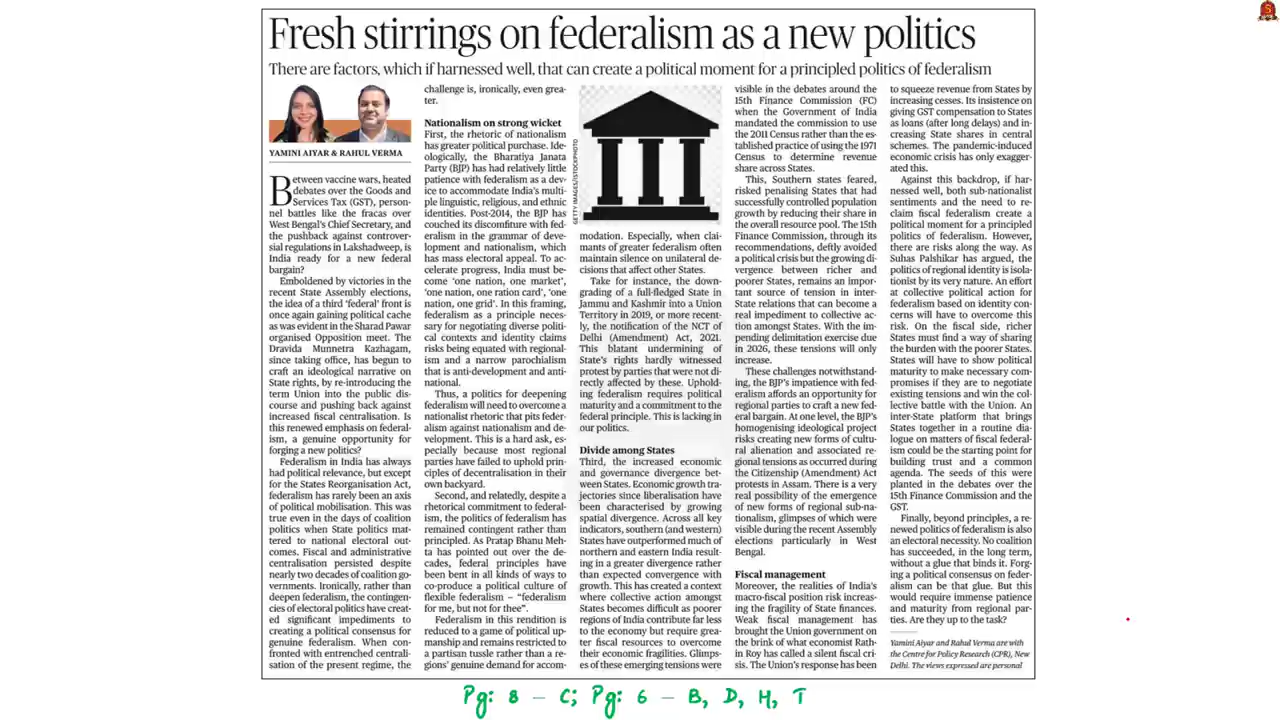 Fresh stirrings on federalism as a new politics
There are factors, which if harnessed well, that can create a political moment for a principled politics of federalism
YAMINI AIYAR & RAHUL VERMA
Between vaccine wars, heated
debates over the Goods and
Services Tax (GST), person-
nel battles like the fracas over
West Bengal's Chief Secretary, and
the pushback against controver-
sial regulations in Lakshadweep, is
India ready for a new federal
bargain?
Emboldened by victories in the
recent State Assembly elections,
the idea of a third 'federal' front is
once again gaining political cache
as was evident in the Sharad Pawar
organised Opposition meet. The
Dravida Munnetra Kazhagam,
since taking office, has begun to
craft an ideological narrative on
State rights, by re-introducing the
term Union into the public dis-
course and pushing back against
increased fiscal centralisation. Is
this renewed emphasis on federal-
ism, a genuine opportunity for
forging a new politics?
Federalism in India has always
had political relevance, but except
for the States Reorganisation Act,
federalism has rarely been an axis
of political mobilisation. This was
true even in the days of coalition
politics when State politics mat-
tered to national electoral out-
comes. Fiscal and administrative
centralisation persisted despite
nearly two decades of coalition go-
vernments. Ironically, rather than
deepen federalism, the contingen-
cies of electoral politics have creat-
ed significant impediments to
creating a political consensus for
genuine federalism. When con-
fronted with entrenched centrali-
sation of the present regime, the
challenge is, ironically, even grea-
ter.
Nationalism on strong wicket
First, the rhetoric of nationalism
has greater political purchase. Ide-
ologically, the Bharatiya Janata
Party (BJP) has had relatively little
patience with federalism as a dev-
ice to accommodate India's multi-
ple linguistic, religious, and ethnic
identities. Post-2014, the BJP has
couched its discomfiture with fed-
eralism in the grammar of deve-
lopment and nationalism, which
has mass electoral appeal. To ac-
celerate progress, India must be-
come 'one nation, one market',
'one nation, one ration card', 'one
nation, one grid'. In this framing,
federalism as a principle neces-
sary for negotiating diverse politi-
cal contexts and identity claims
risks being equated with regional-
ism and a narrow parochialism
that is anti-development and anti-
national.
Thus, a politics for deepening
federalism will need to overcome a
nationalist rhetoric that pits feder-
alism against nationalism and de-
velopment. This is a hard ask, es-
pecially because most regional
parties have failed to uphold prin-
ciples of decentralisation in their
own backyard.
Second, and relatedly, despite a
rhetorical commitment to federal-
ism, the politics of federalism has
remained contingent rather than
principled. As Pratap Bhanu Meh-
ta has pointed out over the de-
cades, federal principles have
been bent in all kinds of ways to
co-produce a political culture of
flexible federalism – "federalism
for me, but not for thee".
Federalism in this rendition is
reduced to a game of political up-
manship and remains restricted to
a partisan tussle rather than a re-
gions' genuine demand for accom-
GETTY IMAGES/ISTOCKPHOTO
modation. Especially, when clai-
mants of greater federalism often
maintain silence on unilateral de-
cisions that affect other States.
Take for instance, the down-
grading of a full-fledged State in
Jammu and Kashmir into a Union
Territory in 2019, or more recent-
ly, the notification of the NCT of
Delhi (Amendment) Act, 2021.
This blatant undermining of
State's rights hardly witnessed
protest by parties that were not di-
rectly affected by these. Uphold-
ing federalism requires political
maturity and a commitment to the
federal principle. This is lacking in
our politics.
Divide among States
Third, the increased economic
and governance divergence bet-
ween States. Economic growth tra-
jectories since liberalisation have
been characterised by growing
spatial divergence. Across all key
indicators, southern (and western)
States have outperformed much of
northern and eastern India result-
ing in a greater divergence rather
than expected convergence with
growth. This has created a context
where collective action amongst
States becomes difficult as poorer
regions of India contribute far less
to the economy but require grea-
ter fiscal resources to overcome
their economic fragilities. Glimps-
es of these emerging tensions were
visible in the debates around the
15th Finance Commission (FC)
when the Government of India
mandated the commission to use
the 2011 Census rather than the es-
tablished practice of using the 1971
Census to determine revenue
share across States.
This, Southern states feared,
risked penalising States that had
successfully controlled population
growth by reducing their share in
the overall resource pool. The 15th
Finance Commission, through its
recommendations, deftly avoided
a political crisis but the growing di-
vergence between richer and
poorer States, remains an impor-
tant source of tension in inter-
State relations that can become a
real impediment to collective ac-
tion amongst States. With the im-
pending delimitation exercise due
in 2026, these tensions will only
increase.
These challenges notwithstand-
ing, the BJP's impatience with fed-
eralism affords an opportunity for
regional parties to craft a new fed-
eral bargain. At one level, the BJP's
homogenising ideological project
risks creating new forms of cultu-
ral alienation and associated re-
gional tensions as occurred during
the Citizenship (Amendment) Act
protests in Assam. There is a very
real possibility of the emergence
of new forms of regional sub-na-
tionalism, glimpses of which were
visible during the recent Assembly
elections particularly in West
Bengal.
Fiscal management
Moreover, the realities of India's
macro-fiscal position risk increas-
ing the fragility of State finances.
Weak fiscal management has
brought the Union government on
the brink of what economist Rath-
in Roy has called a silent fiscal cri-
sis. The Union's response has been
to squeeze revenue from States by
increasing cesses. Its insistence on
giving GST compensation to States
as loans (after long delays) and in-
creasing State shares in central
schemes. The pandemic-induced
economic crisis has only exagger-
ated this.
Against this backdrop, if har-
nessed well, both sub-nationalist
sentiments and the need to re-
claim fiscal federalism create a
political moment for a principled
politics of federalism. However,
there are risks along the way. As
Suhas Palshikar has argued, the
politics of regional identity is isola-
tionist by its very nature. An effort
at collective political action for
federalism based on identity con-
cerns will have to overcome this
risk. On the fiscal side, richer
States must find a way of sharing
the burden with the poorer States.
States will have to show political
maturity to make necessary com-
promises if they are to negotiate
existing tensions and win the col-
lective battle with the Union. An
inter-State platform that brings
States together in a routine dia-
logue on matters of fiscal federal-
ism could be the starting point for
building trust and a common
agenda. The seeds of this were
planted in the debates over the
15th Finance Commission and the
GST.
Finally, beyond principles, a re-
newed politics of federalism is also
an electoral necessity. No coalition
has succeeded, in the long term,
without a glue that binds it. Forg-
ing a political consensus on feder-
alism can be that glue. But this
would require immense patience
and maturity from regional par-
ties. Are they up to the task?
Yamini Aiyar and Rahul Verma are with
the Centre for Policy Research (CPR), New
Delhi. The views expressed are personal
Pg: 8 – C; Pg: 6 – B, D, H, T